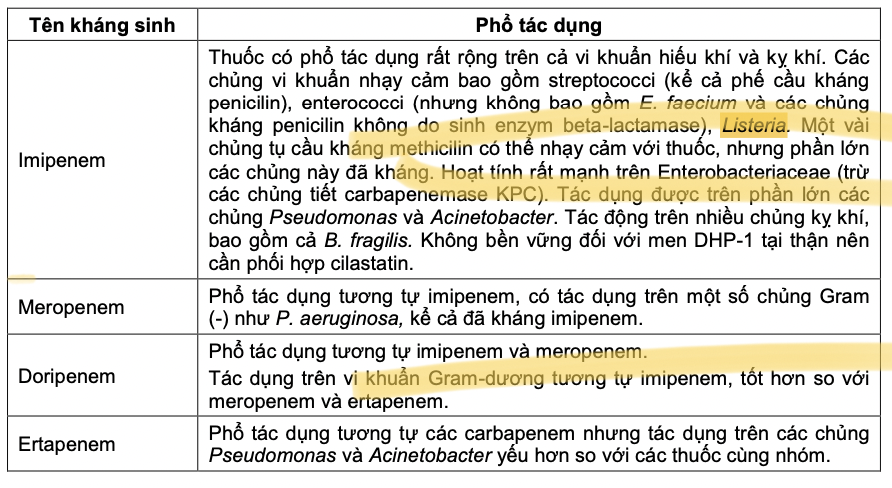 Tên kháng sinh
Phổ tác dụng
Imipenem
Thuốc có phổ tác dụng rất rộng trên cả vi khuẩn hiếu khí và kỵ khí. Các
chủng vi khuẩn nhạy cảm bao gồm streptococci (kể cả phế cầu kháng
penicilin), enterococci (nhưng không bao gồm E. faecium và các chủng
kháng penicilin không do sinh enzym beta-lactamase), Listeria. Một vài
chủng tụ cầu kháng methicilin có thể nhạy cảm với thuốc, nhưng phần lớn
các chủng này đã kháng. Hoạt tính rất mạnh trên Enterobacteriaceae (trừ
các chủng tiết carbapenemase KPC). Tác dụng được trên phần lớn các
chủng Pseudomonas và Acinetobacter. Tác động trên nhiều chủng kỵ khí,
bao gồm cả B. fragilis. Không bền vững đối với men DHP-1 tại thận nên
cần phối hợp cilastatin.
Meropenem
Phổ tác dụng tương tự imipenem, có tác dụng trên một số chủng Gram
(-) như P. aeruginosa, kể cả đã kháng imipenem.
Doripenem
Phổ tác dụng tương tự imipenem và meropenem.
Tác dụng trên vi khuẩn Gram-dương tương tự imipenem, tốt hơn so với
meropenem và ertapenem.
Ertapenem
Phổ tác dụng tương tự các carbapenem nhưng tác dụng trên các chủng
Pseudomonas và Acinetobacter yếu hơn so với các thuốc cùng nhóm.